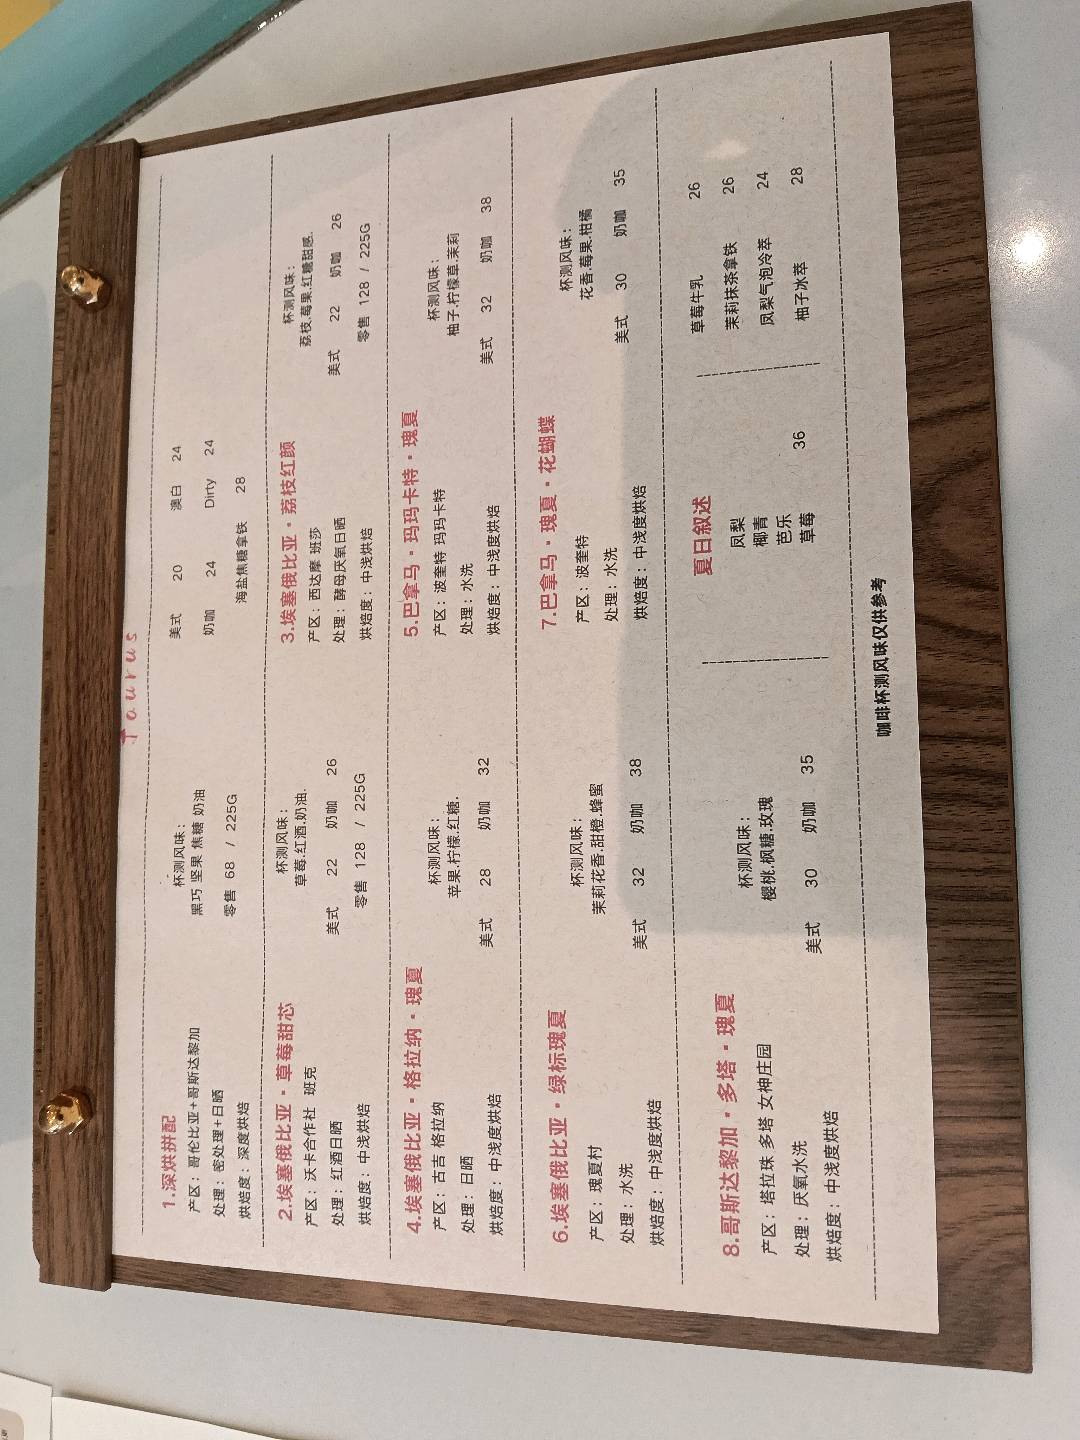 Taurus
1.深烘拼配
产区：哥伦比亚+哥斯达黎加
处理：密处理+日晒
烘焙度：深度烘焙
杯测风味：
黑巧 坚果 焦糖 奶油
零售 68 / 225G
美式 20 澳白 24
奶咖 24 Dirty 24
海盐焦糖拿铁 28
2.埃塞俄比亚·草莓甜芯
产区：沃卡合作社 班克
处理：红酒日晒
烘焙度：中浅烘焙
杯测风味：
草莓.红酒.奶油.
美式 22 奶咖 26
零售 128 / 225G
3.埃塞俄比亚·荔枝红颜
产区：西达摩 班莎
处理：酵母厌氧日晒
烘焙度：中浅烘焙
杯测风味：
荔枝.莓果.红糖甜感.
美式 22 奶咖 26
零售 128 / 225G
4.埃塞俄比亚·格拉纳·瑰夏
产区：古吉 格拉纳
处理：日晒
烘焙度：中浅度烘焙
杯测风味：
苹果.柠檬.红糖.
美式 28 奶咖 32
5.巴拿马·玛玛卡特·瑰夏
产区：波奎特 玛玛卡特
处理：水洗
烘焙度：中浅度烘焙
杯测风味：
柚子.柠檬草.茉莉
美式 32 奶咖 38
6.埃塞俄比亚·绿标瑰夏
产区：瑰夏村
处理：水洗
烘焙度：中浅度烘焙
杯测风味：
茉莉花香.甜橙.蜂蜜
美式 32 奶咖 38
7.巴拿马·瑰夏·花蝴蝶
产区：波奎特
处理：水洗
烘焙度：中浅度烘焙
杯测风味：
花香.莓果.柑橘
美式 30 奶咖 35
8.哥斯达黎加·多塔·瑰夏
产区：塔拉珠 多塔 女神庄园
处理：厌氧水洗
烘焙度：中浅度烘焙
杯测风味：
樱桃.枫糖.玫瑰
美式 30 奶咖 35
夏日叙述
凤梨
椰青
芭乐
草莓 36
草莓牛乳 26
茉莉抹茶拿铁 26
凤梨气泡冷萃 24
柚子冰萃 28
咖啡杯测风味仅供参考